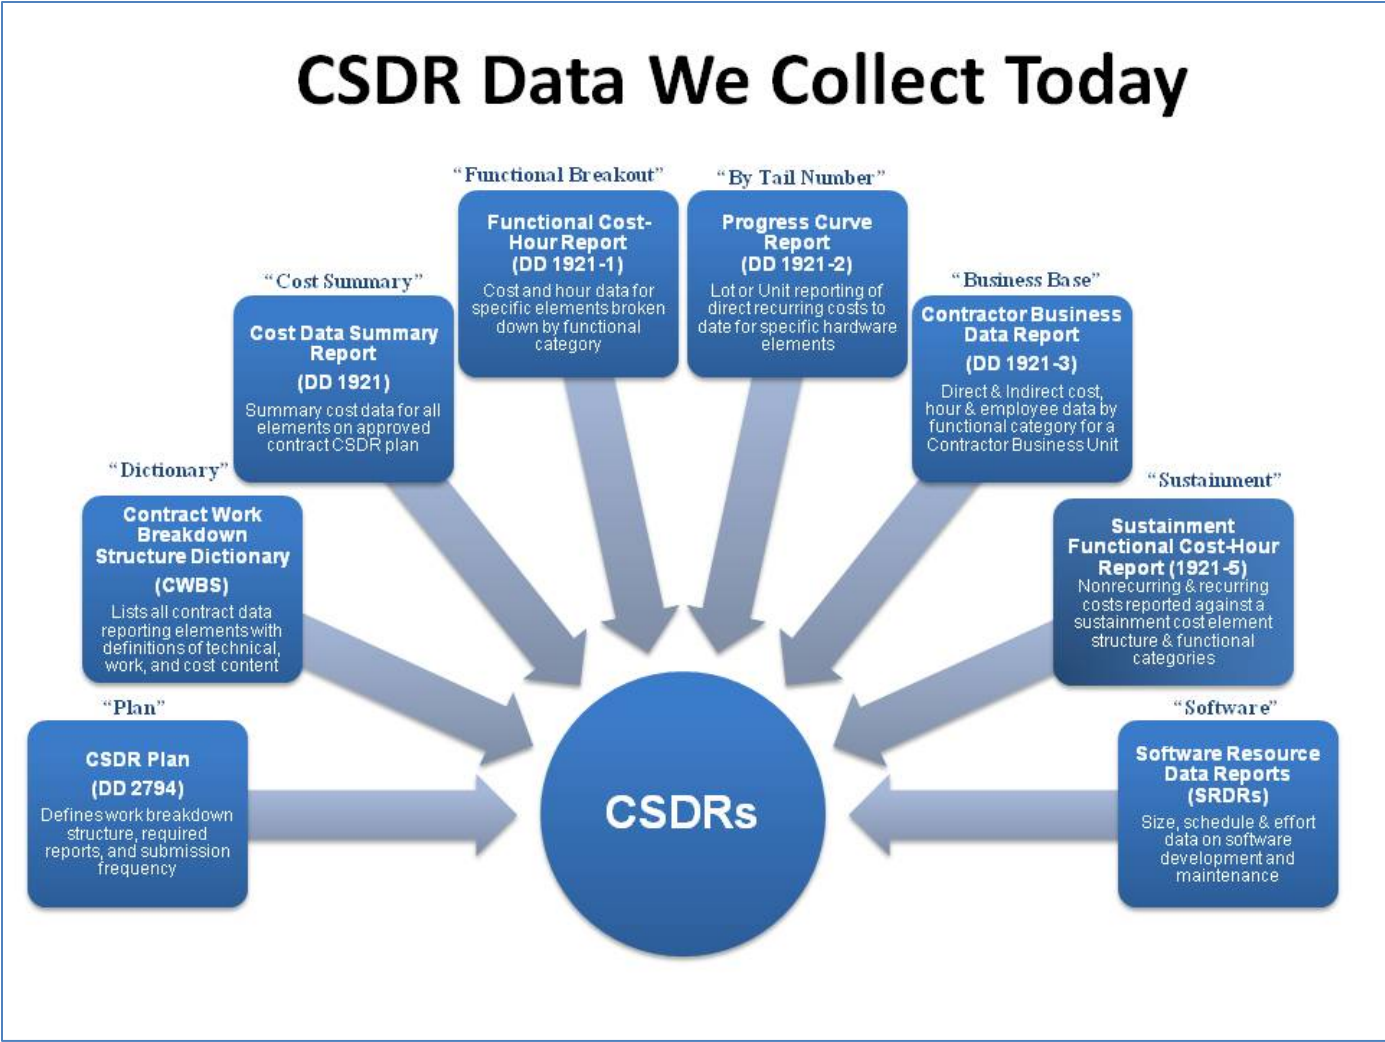 CSDR Data We Collect Today
“Functional Breakout”
Functional Cost-
Hour Report
(DD 1921-1)
Cost and hour data for
specific elements broken
down by functional
category
“By Tail Number”
Progress Curve
Report
(DD 1921-2)
Lot or Unit reporting of
direct recurring costs to
date for specific hardware
elements
“Cost Summary”
Cost Data Summary
Report
(DD 1921)
Summary cost data for all
elements on approved
contract CSDR plan
“Business Base”
Contractor Business
Data Report
(DD 1921-3)
Direct & Indirect cost,
hour & employee data by
functional category for a
Contractor Business Unit
“Dictionary”
Contract Work
Breakdown
Structure Dictionary
(CWBS)
Lists all contract data
reporting elements with
definitions of technical,
work, and cost content
“Sustainment”
Sustainment
Functional Cost-Hour
Report (1921-5)
Nonrecurring & recurring
costs reported against a
sustainment cost element
structure & functional
categories
“Plan”
CSDR Plan
(DD 2794)
Defines work breakdown
structure, required
reports, and submission
frequency
CSDRs
“Software”
Software Resource
Data Reports
(SRDRs)
Size, schedule & effort
data on software
development and
maintenance